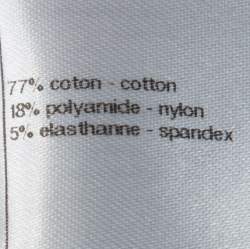 77% coton - cotton
18% polyamide - nylon
5% elasthanne - spandex